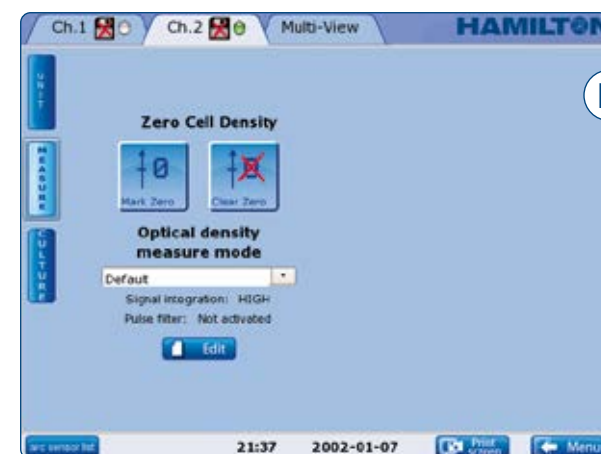 Ch.1 Ch.2 Multi-View HAMILTON
UNIT
Zero Cell Density
MEASURE
Mark Zero Clear Zero
CULTURE
Optical density
measure mode
Defaut
Signal integration: HIGH
Pulse filter: Not activated
Edit
arc sensor list 21:37 2002-01-07 Print screen Menu